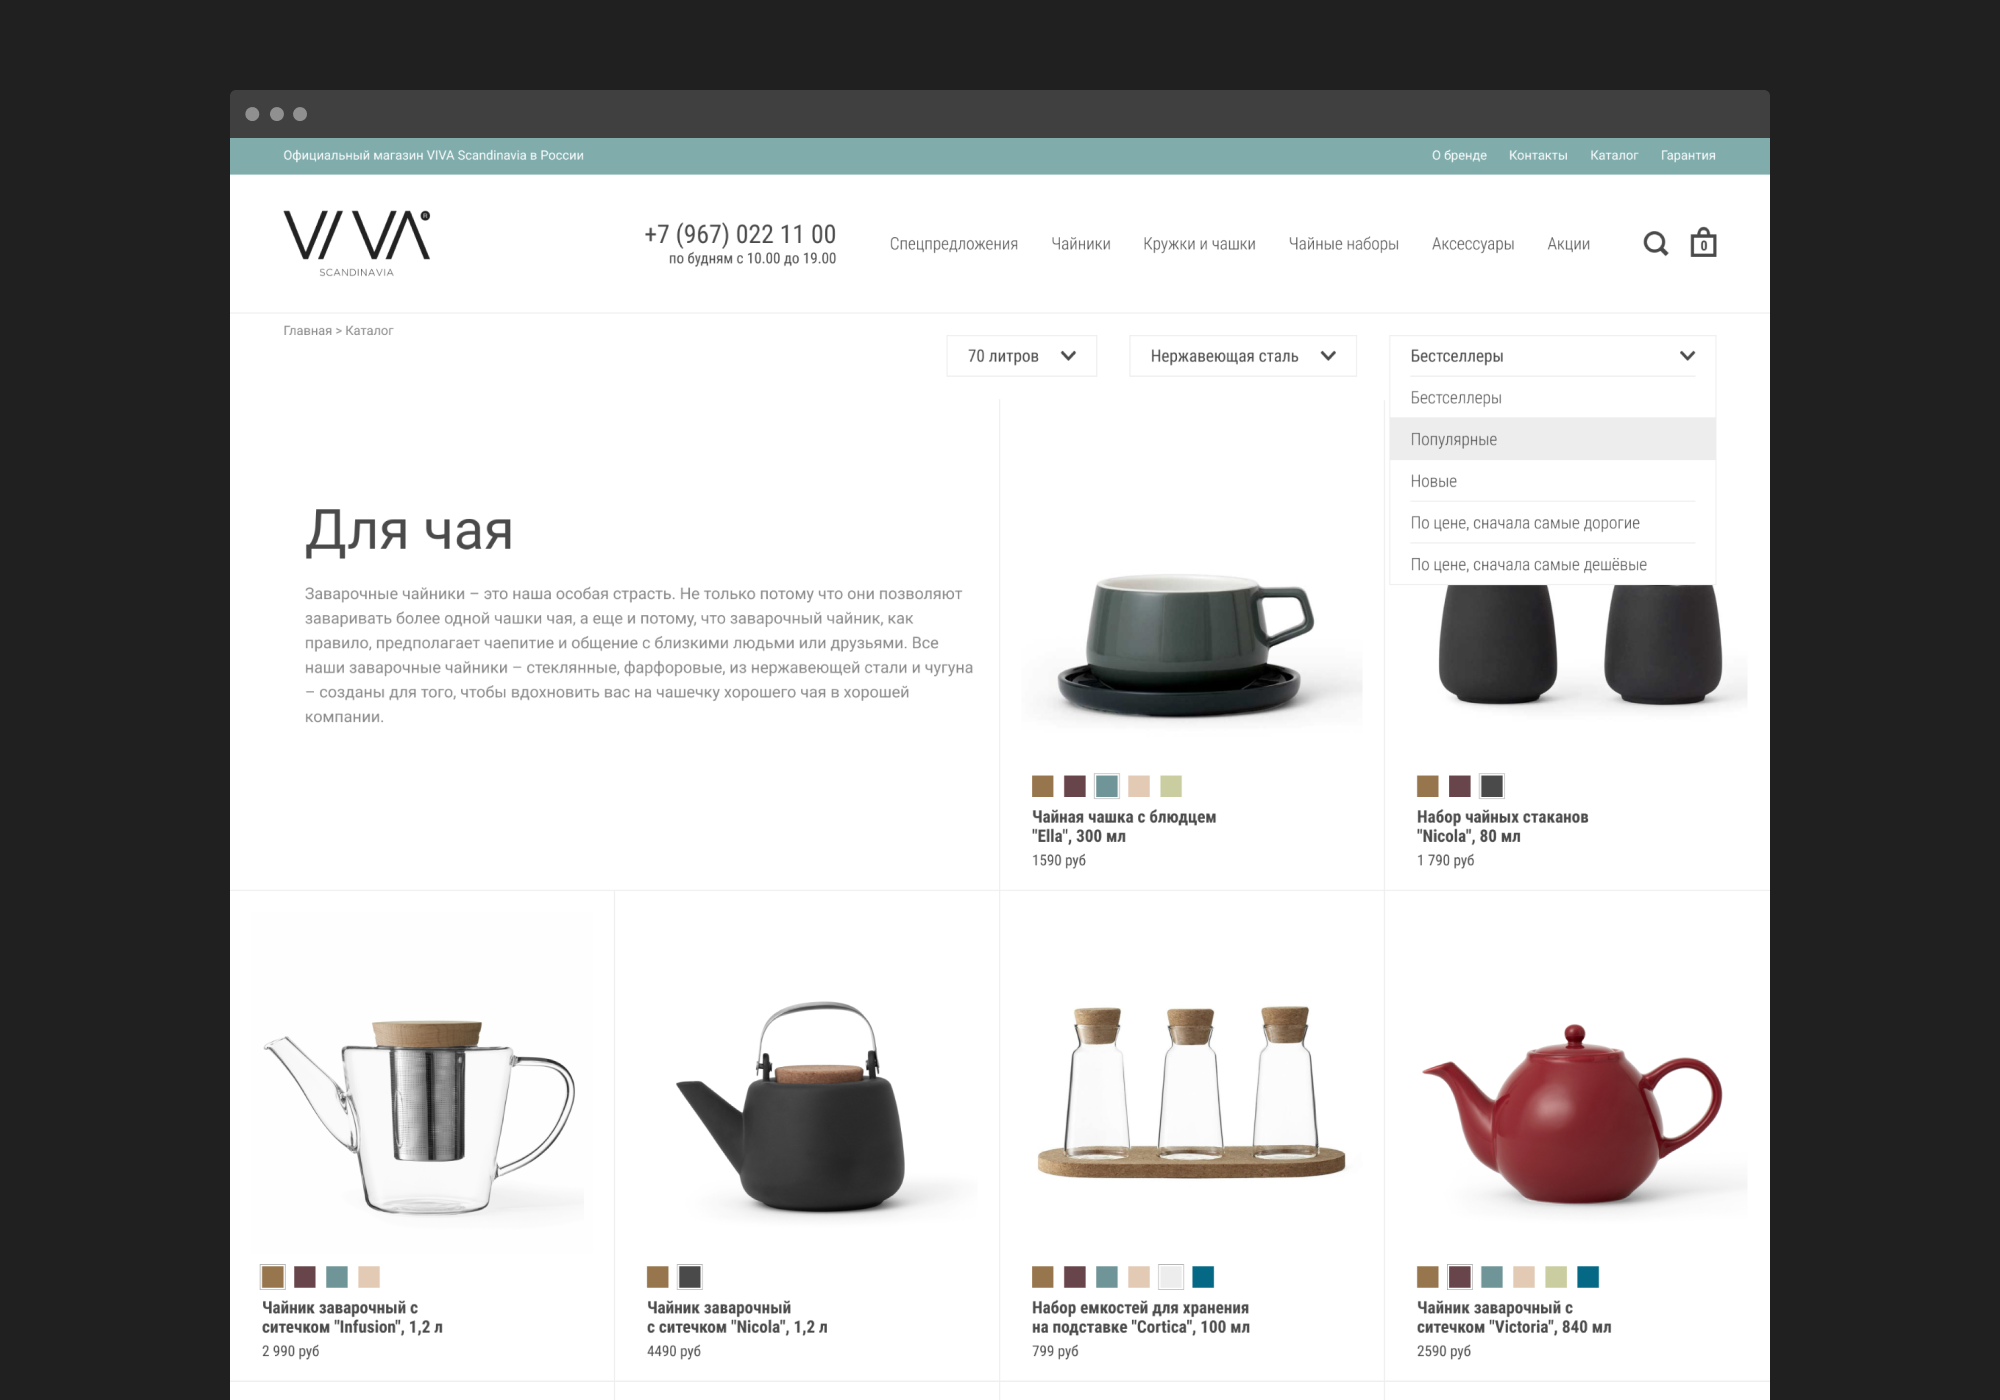 Официальный магазин VIVA Scandinavia в России
О бренде Контакты Каталог Гарантия
VIVA®
SCANDINAVIA
+7 (967) 022 11 00
по будням с 10.00 до 19.00
Спецпредложения Чайники Кружки и чашки Чайные наборы Аксессуары Акции
0
Главная > Каталог
70 литров
Нержавеющая сталь
Бестселлеры
Бестселлеры
Популярные
Новые
По цене, сначала самые дорогие
По цене, сначала самые дешёвые
Для чая
Заварочные чайники – это наша особая страсть. Не только потому что они позволяют
заваривать более одной чашки чая, а еще и потому, что заварочный чайник, как
правило, предполагает чаепитие и общение с близкими людьми или друзьями. Все
наши заварочные чайники – стеклянные, фарфоровые, из нержавеющей стали и чугуна
– созданы для того, чтобы вдохновить вас на чашечку хорошего чая в хорошей
компании.
Чайная чашка с блюдцем
"Ella", 300 мл
1590 руб
Набор чайных стаканов
"Nicola", 80 мл
1 790 руб
Чайник заварочный с
ситечком "Infusion", 1,2 л
2 990 руб
Чайник заварочный
с ситечком "Nicola", 1,2 л
4490 руб
Набор емкостей для хранения
на подставке "Cortica", 100 мл
799 руб
Чайник заварочный с
ситечком "Victoria", 840 мл
2590 руб